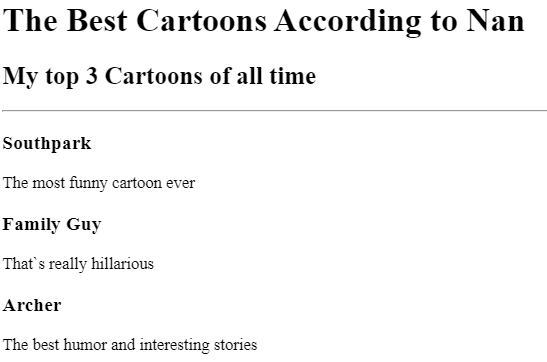 The Best Cartoons According to Nan
My top 3 Cartoons of all time
Southpark
The most funny cartoon ever
Family Guy
That`s really hillarious
Archer
The best humor and interesting stories